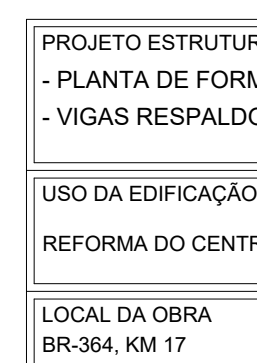 PROJETO ESTRUTUR
- PLANTA DE FORM
- VIGAS RESPALDO
USO DA EDIFICAÇÃO
REFORMA DO CENTR
LOCAL DA OBRA
BR-364, KM 17